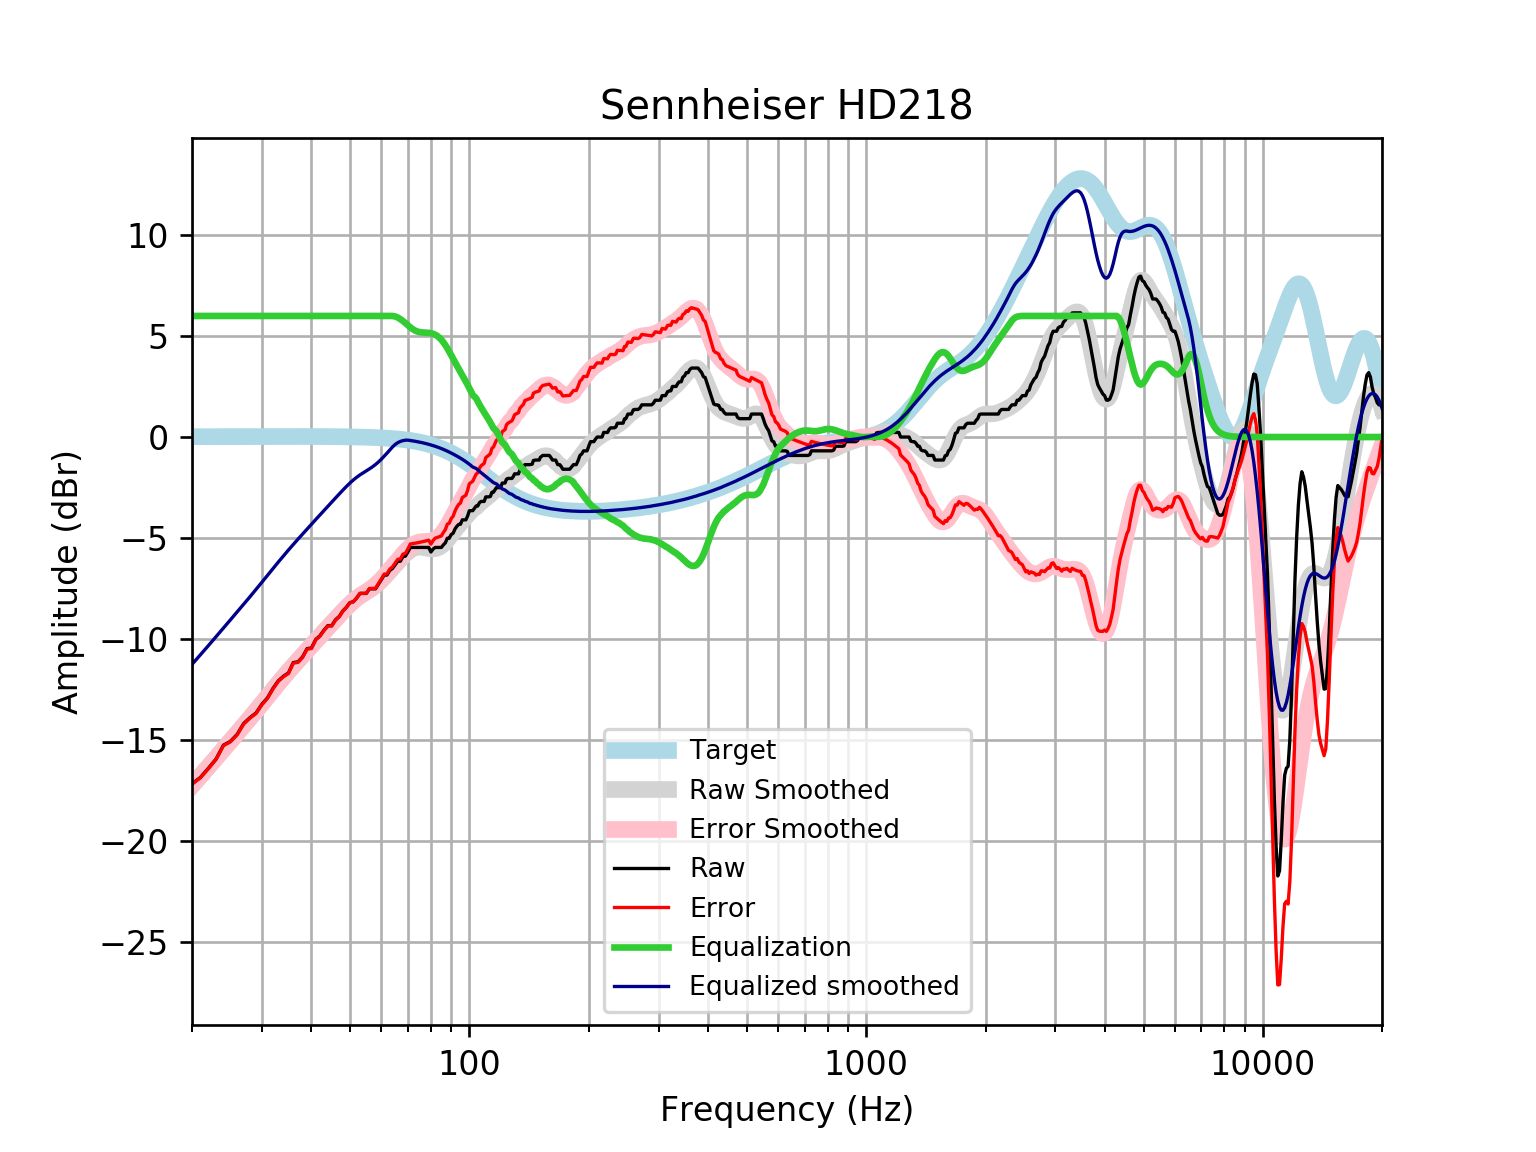 Sennheiser HD218
Amplitude (dBr)
10
5
0
−5
−10
−15
−20
−25
Target
Raw Smoothed
Error Smoothed
Raw
Error
Equalization
Equalized smoothed
100
1000
10000
Frequency (Hz)